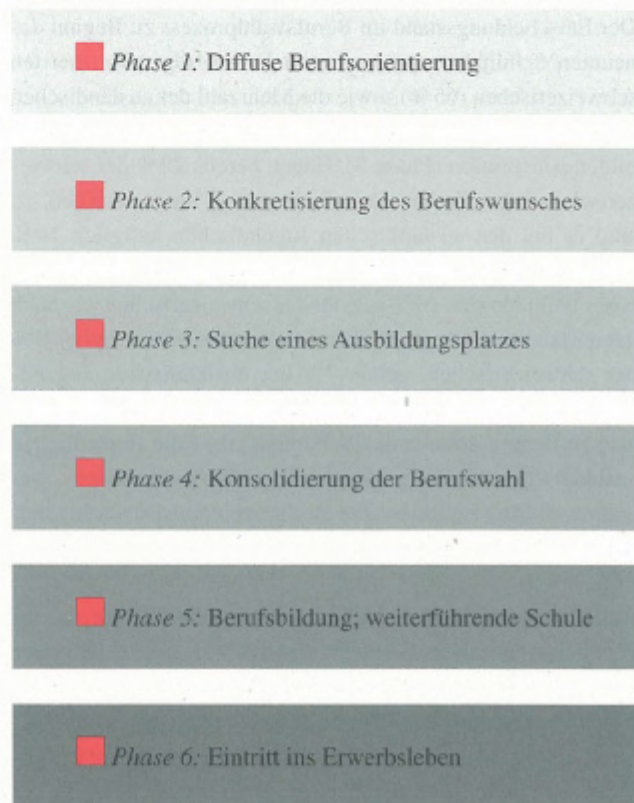 Phase 1: Diffuse Berufsorientierung
Phase 2: Konkretisierung des Berufswunsches
Phase 3: Suche eines Ausbildungsplatzes
Phase 4: Konsolidierung der Berufswahl
Phase 5: Berufsbildung; weiterführende Schule
Phase 6: Eintritt ins Erwerbsleben